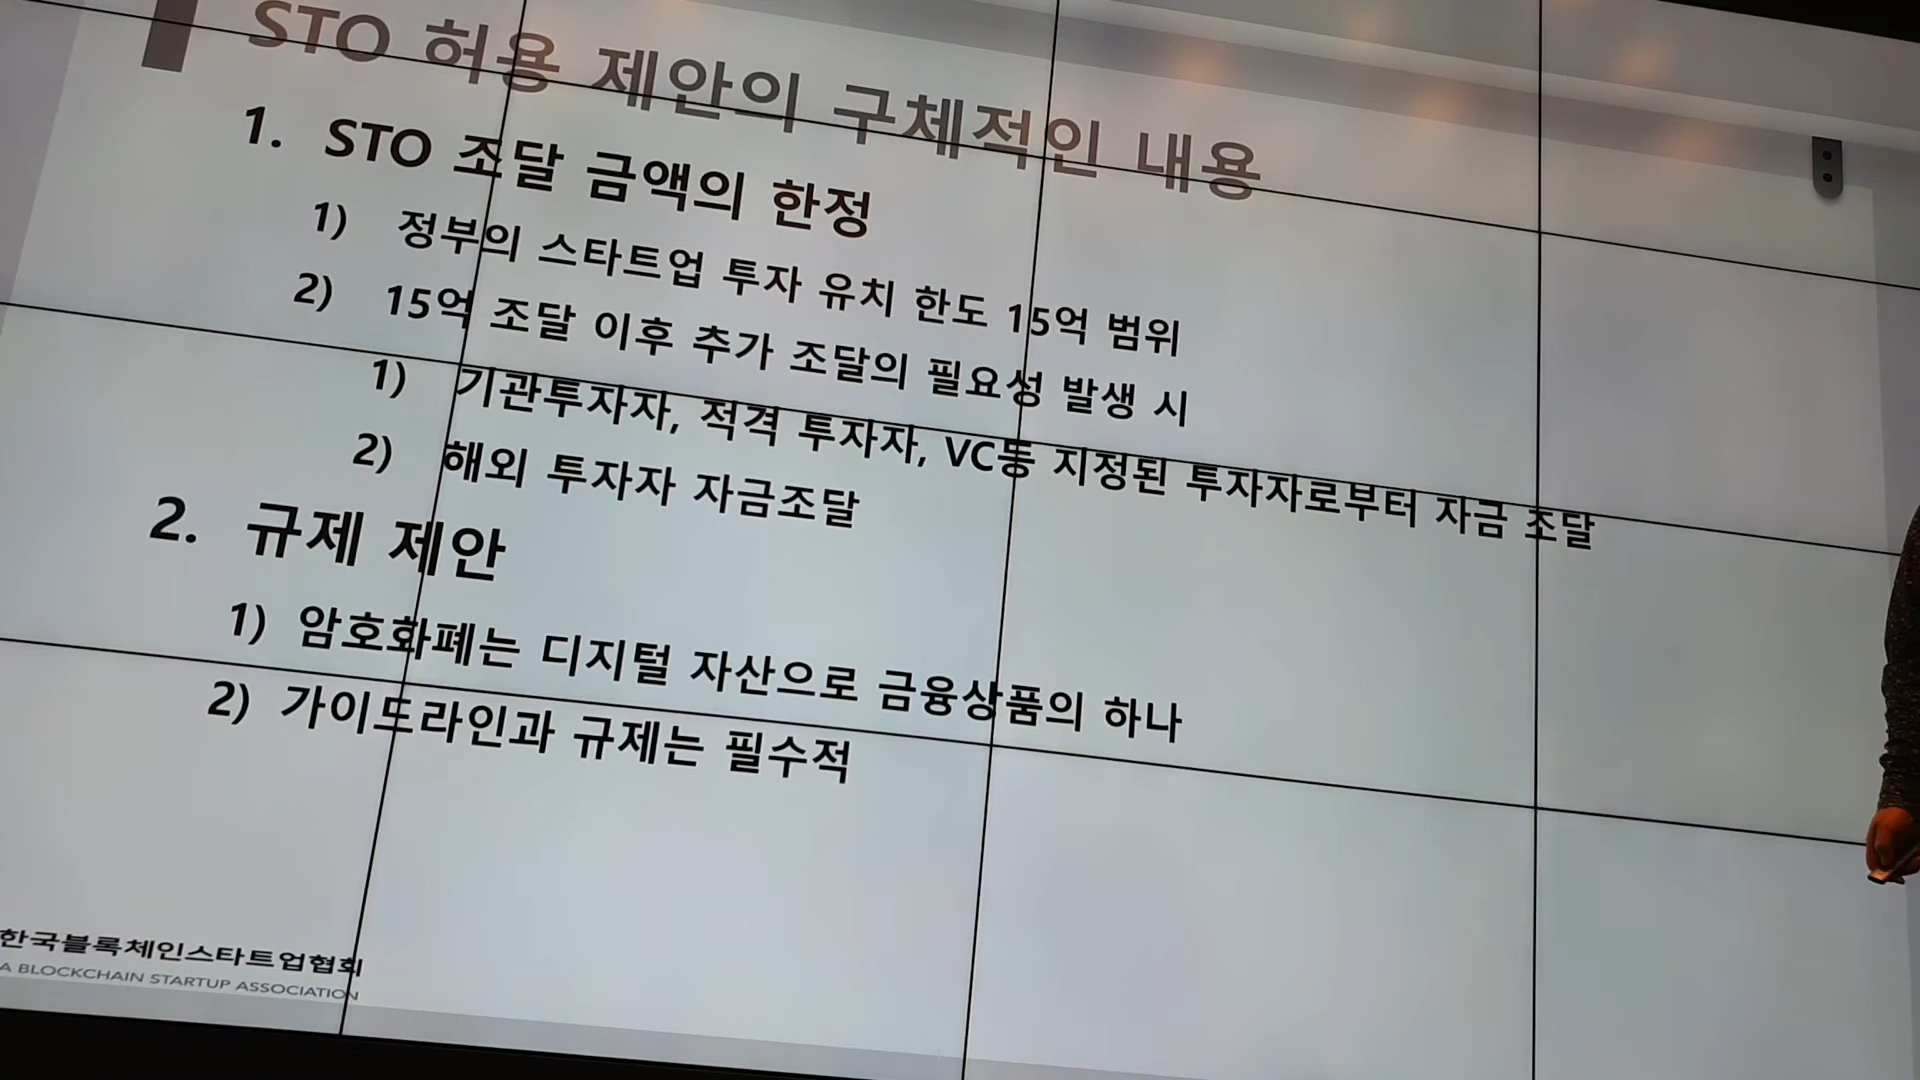 STO 허용 제안의 구체적인 내용
1. STO 조달 금액의 한정
1) 정부의 스타트업 투자 유치 한도 15억 범위
2) 15억 조달 이후 추가 조달의 필요성 발생 시
1) 기관투자자, 적격 투자자, VC등 지정된 투자자로부터 자금 조달
2) 해외 투자자 자금조달
2. 규제 제안
1) 암호화폐는 디지털 자산으로 금융상품의 하나
2) 가이드라인과 규제는 필수적
한국블록체인스타트업협회
A BLOCKCHAIN STARTUP ASSOCIATION